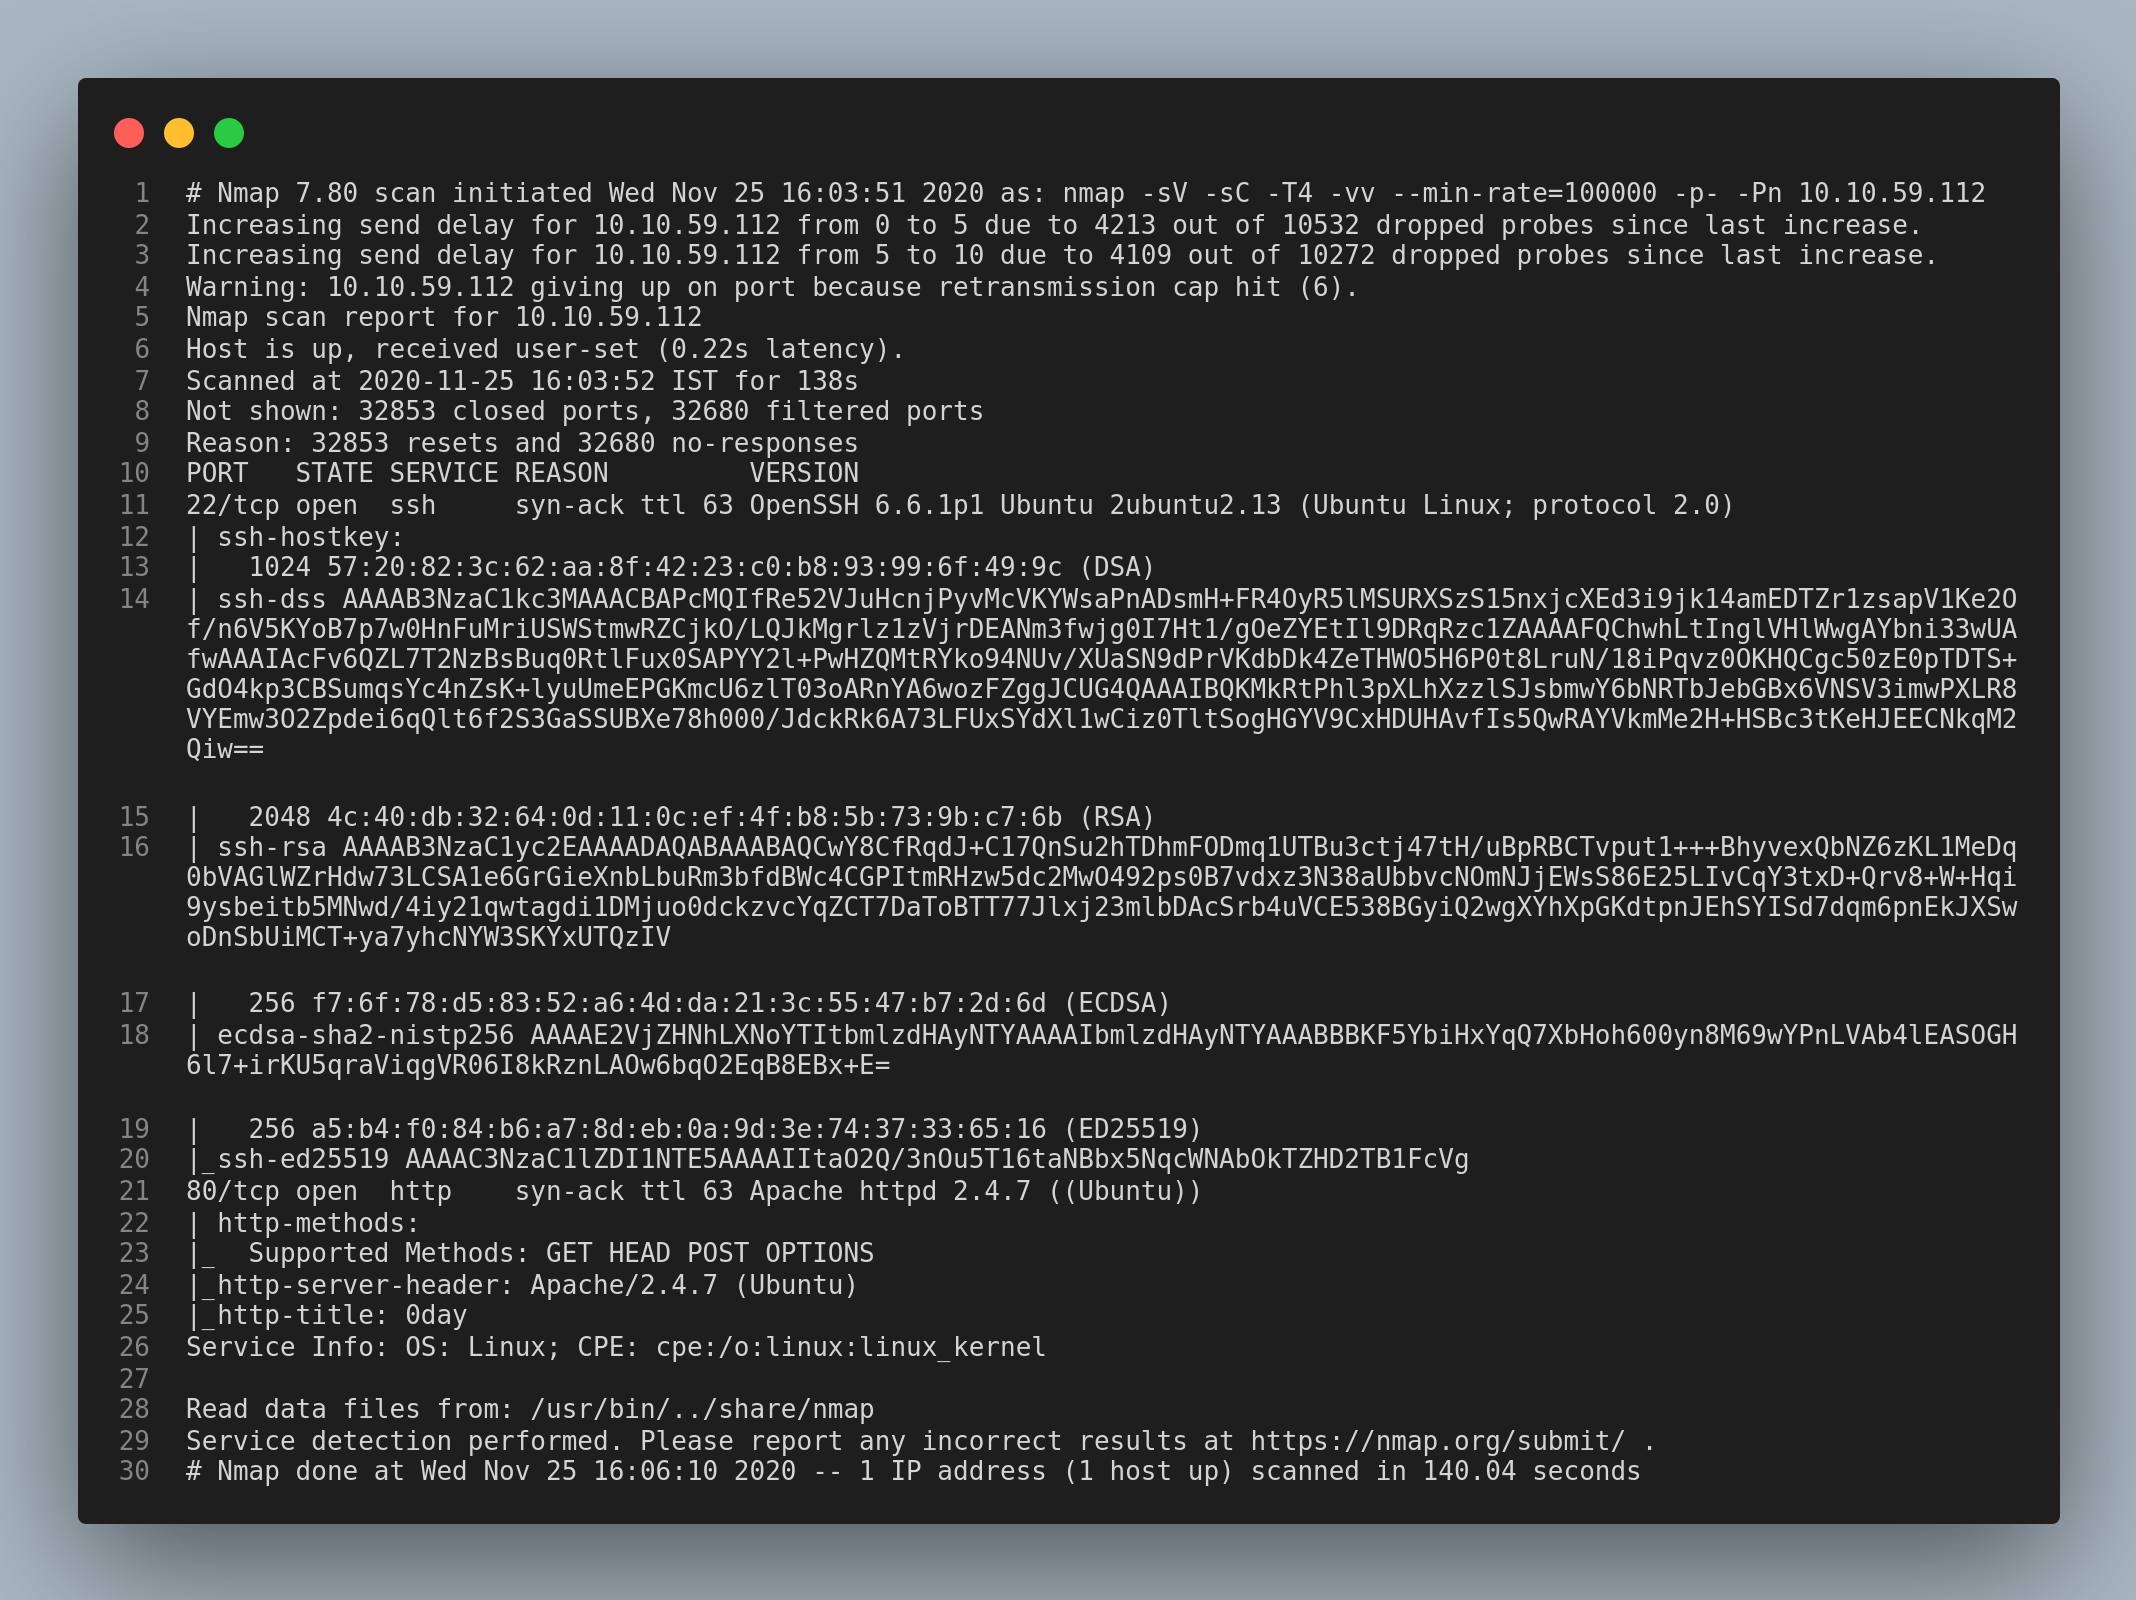 1 # Nmap 7.80 scan initiated Wed Nov 25 16:03:51 2020 as: nmap -sV -sC -T4 -vv --min-rate=100000 -p- -Pn 10.10.59.112
2 Increasing send delay for 10.10.59.112 from 0 to 5 due to 4213 out of 10532 dropped probes since last increase.
3 Increasing send delay for 10.10.59.112 from 5 to 10 due to 4109 out of 10272 dropped probes since last increase.
4 Warning: 10.10.59.112 giving up on port because retransmission cap hit (6).
5 Nmap scan report for 10.10.59.112
6 Host is up, received user-set (0.22s latency).
7 Scanned at 2020-11-25 16:03:52 IST for 138s
8 Not shown: 32853 closed ports, 32680 filtered ports
9 Reason: 32853 resets and 32680 no-responses
10 PORT   STATE SERVICE REASON         VERSION
11 22/tcp open  ssh     syn-ack ttl 63 OpenSSH 6.6.1p1 Ubuntu 2ubuntu2.13 (Ubuntu Linux; protocol 2.0)
12 | ssh-hostkey:
13 |   1024 57:20:82:3c:62:aa:8f:42:23:c0:b8:93:99:6f:49:9c (DSA)
14 | ssh-dss AAAAB3NzaC1kc3MAAACBAPcMQIfRe52VJuHcnjPyvMcVKYWsaPnADsmH+FR4OyR5lMSURXSzS15nxjcXEd3i9jk14amEDTZr1zsapV1Ke2O
f/n6V5KYoB7p7w0HnFuMriUSWStmwRZCjkO/LQJkMgrlz1zVjrDEANm3fwjg0I7Ht1/gOeZYEtIl9DRqRzc1ZAAAAFQChwhLtInglVHlWwgAYbni33wUA
fwAAAIAcFv6QZL7T2NzBsBuq0RtlFux0SAPYY2l+PwHZQMtRYko94NUv/XUaSN9dPrVKdbDk4ZeTHWO5H6P0t8LruN/18iPqvz0OKHQCgc50zE0pTDTS+
GdO4kp3CBSumqsYc4nZsK+lyuUmeEPGKmcU6zlT03oARnYA6wozFZggJCUG4QAAAIBQKMkRtPhl3pXLhXzzlSJsbmwY6bNRTbJebGBx6VNSV3imwPXLR8
VYEmw3O2Zpdei6qQlt6f2S3GaSSUBXe78h000/JdckRk6A73LFUxSYdXl1wCiz0TltSogHGYV9CxHDUHAvfIs5QwRAYVkmMe2H+HSBc3tKeHJEECNkqM2
Qiw==
15 |   2048 4c:40:db:32:64:0d:11:0c:ef:4f:b8:5b:73:9b:c7:6b (RSA)
16 | ssh-rsa AAAAB3NzaC1yc2EAAAADAQABAAABAQCwY8CfRqdJ+C17QnSu2hTDhmFODmq1UTBu3ctj47tH/uBpRBCTvput1+++BhyvexQbNZ6zKL1MeDq
0bVAGlWZrHdw73LCSA1e6GrGieXnbLbuRm3bfdBWc4CGPItmRHzw5dc2MwO492ps0B7vdxz3N38aUbbvcNOmNJjEWsS86E25LIvCqY3txD+Qrv8+W+Hqi
9ysbeitb5MNwd/4iy21qwtagdi1DMjuo0dckzvcYqZCT7DaToBTT77Jlxj23mlbDAcSrb4uVCE538BGyiQ2wgXYhXpGKdtpnJEhSYISd7dqm6pnEkJXSw
oDnSbUiMCT+ya7yhcNYW3SKYxUTQzIV
17 |   256 f7:6f:78:d5:83:52:a6:4d:da:21:3c:55:47:b7:2d:6d (ECDSA)
18 | ecdsa-sha2-nistp256 AAAAE2VjZHNhLXNoYTItbmlzdHAyNTYAAAAIbmlzdHAyNTYAAABBBKF5YbiHxYqQ7XbHoh600yn8M69wYPnLVAb4lEASOGH
6l7+irKU5qraViqgVR06I8kRznLAOw6bqO2EqB8EBx+E=
19 |   256 a5:b4:f0:84:b6:a7:8d:eb:0a:9d:3e:74:37:33:65:16 (ED25519)
20 |_ssh-ed25519 AAAAC3NzaC1lZDI1NTE5AAAAIItaO2Q/3nOu5T16taNBbx5NqcWNAbOkTZHD2TB1FcVg
21 80/tcp open  http    syn-ack ttl 63 Apache httpd 2.4.7 ((Ubuntu))
22 | http-methods:
23 |_  Supported Methods: GET HEAD POST OPTIONS
24 |_http-server-header: Apache/2.4.7 (Ubuntu)
25 |_http-title: 0day
26 Service Info: OS: Linux; CPE: cpe:/o:linux:linux_kernel
27
28 Read data files from: /usr/bin/../share/nmap
29 Service detection performed. Please report any incorrect results at https://nmap.org/submit/ .
30 # Nmap done at Wed Nov 25 16:06:10 2020 -- 1 IP address (1 host up) scanned in 140.04 seconds